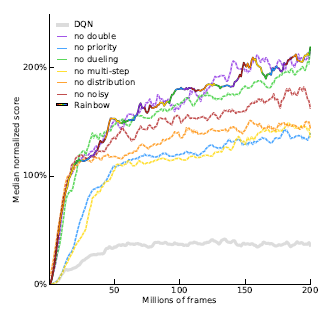 DQN
no double
no priority
no dueling
no multi-step
no distribution
no noisy
Rainbow
200%
100%
0%
Median normalized score
50
100
150
200
Millions of frames